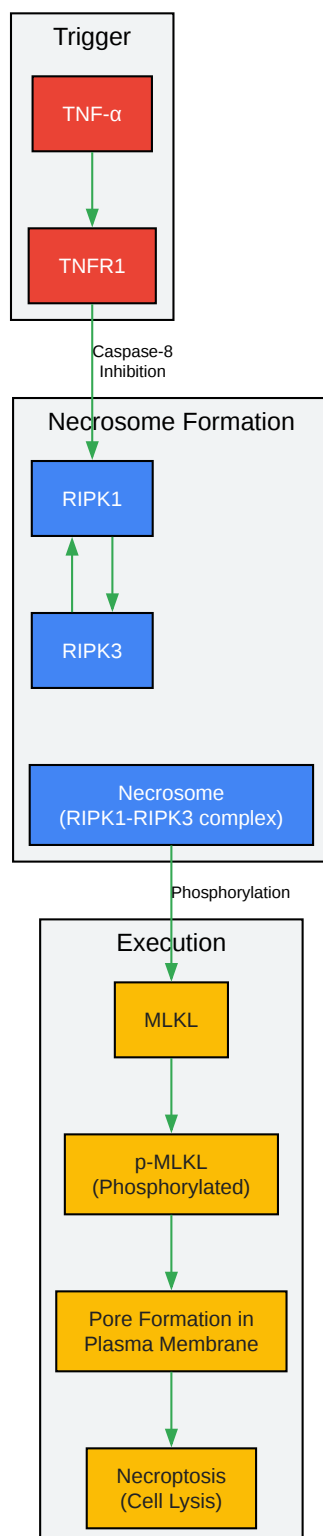 Trigger
TNF-α
TNFR1
Caspase-8
Inhibition
Necrosome Formation
RIPK1
RIPK3
Necrosome
(RIPK1-RIPK3 complex)
Phosphorylation
Execution
MLKL
p-MLKL
(Phosphorylated)
Pore Formation in
Plasma Membrane
Necroptosis
(Cell Lysis)